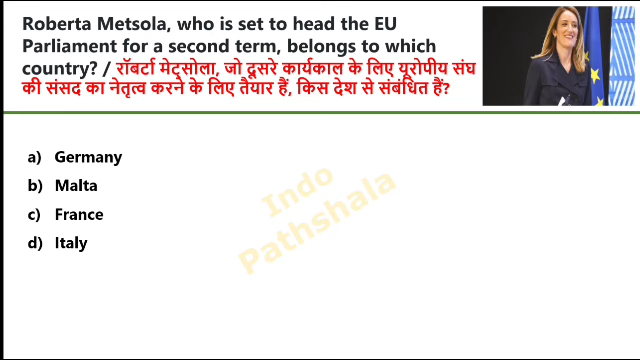 Roberta Metsola, who is set to head the EU
Parliament for a second term, belongs to which
country? / रॉबर्टा मेट्सोला, जो दूसरे कार्यकाल के लिए यूरोपीय संघ
की संसद का नेतृत्व करने के लिए तैयार हैं, किस देश से संबंधित हैं?
a) Germany
b) Malta
c) France
d) Italy
Indo
Pathshala